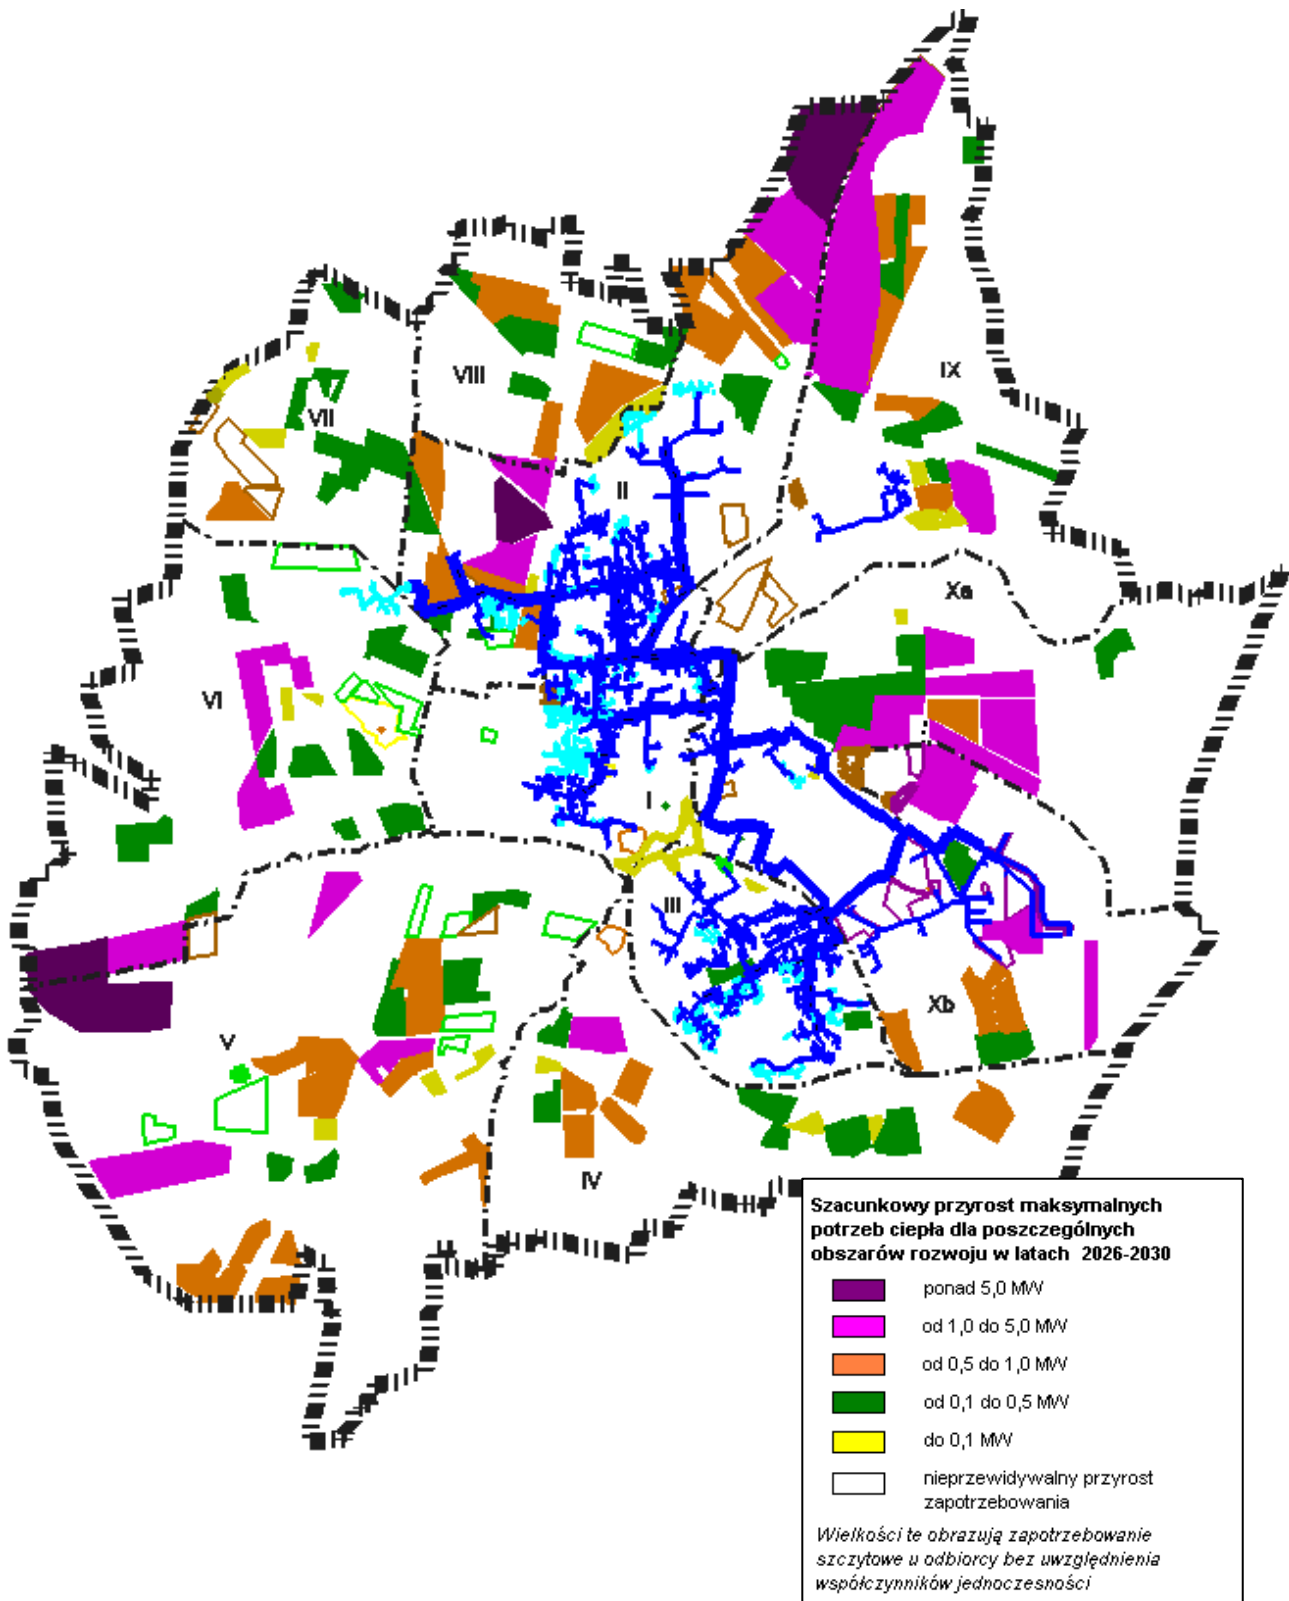 IX
VIII
VII
II
Xa
VI
I
III
Xb
V
IV
Szacunkowy przyrost maksymalnych
potrzeb ciepła dla poszczególnych
obszarów rozwoju w latach 2026-2030
ponad 5,0 MW
od 1,0 do 5,0 MW
od 0,5 do 1,0 MW
od 0,1 do 0,5 MW
do 0,1 MW
nieprzewidywalny przyrost
zapotrzebowania
Wielkości te obrazują zapotrzebowanie
szczytowe u odbiorcy bez uwzględnienia
współczynników jednoczesności